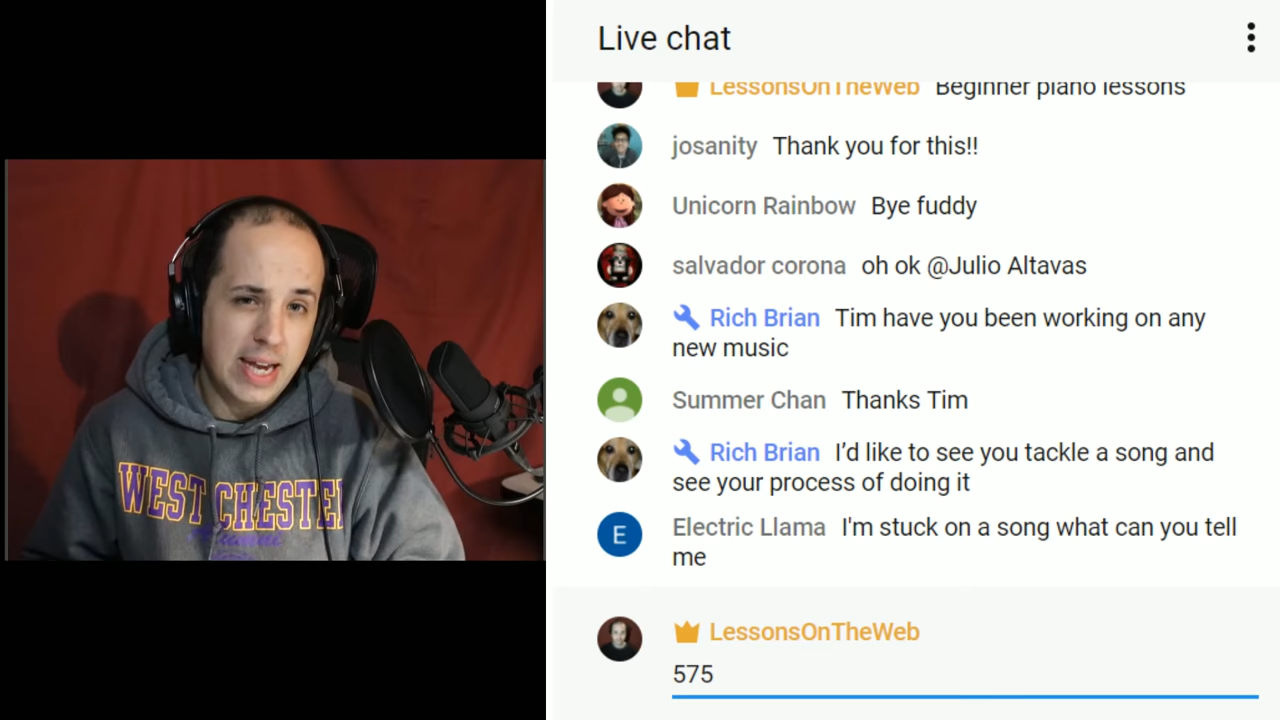 Live chat
LessonsOnTheWeb Beginner piano lessons
josanity Thank you for this!!
Unicorn Rainbow Bye fuddy
salvador corona oh ok @Julio Altavas
Rich Brian Tim have you been working on any
new music
Summer Chan Thanks Tim
Rich Brian I’d like to see you tackle a song and
see your process of doing it
E
Electric Llama I'm stuck on a song what can you tell
me
LessonsOnTheWeb
575
WEST CHESTER
Alumni